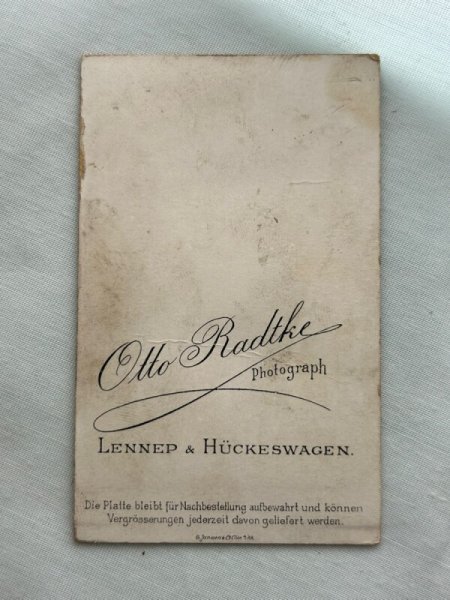 Otto Radtke
Photograph
LENNEP & HÜCKESWAGEN.
Die Platte bleibt für Nachbestellung aufbewahrt und können
Vergrösserungen jederzeit davon geliefert werden.